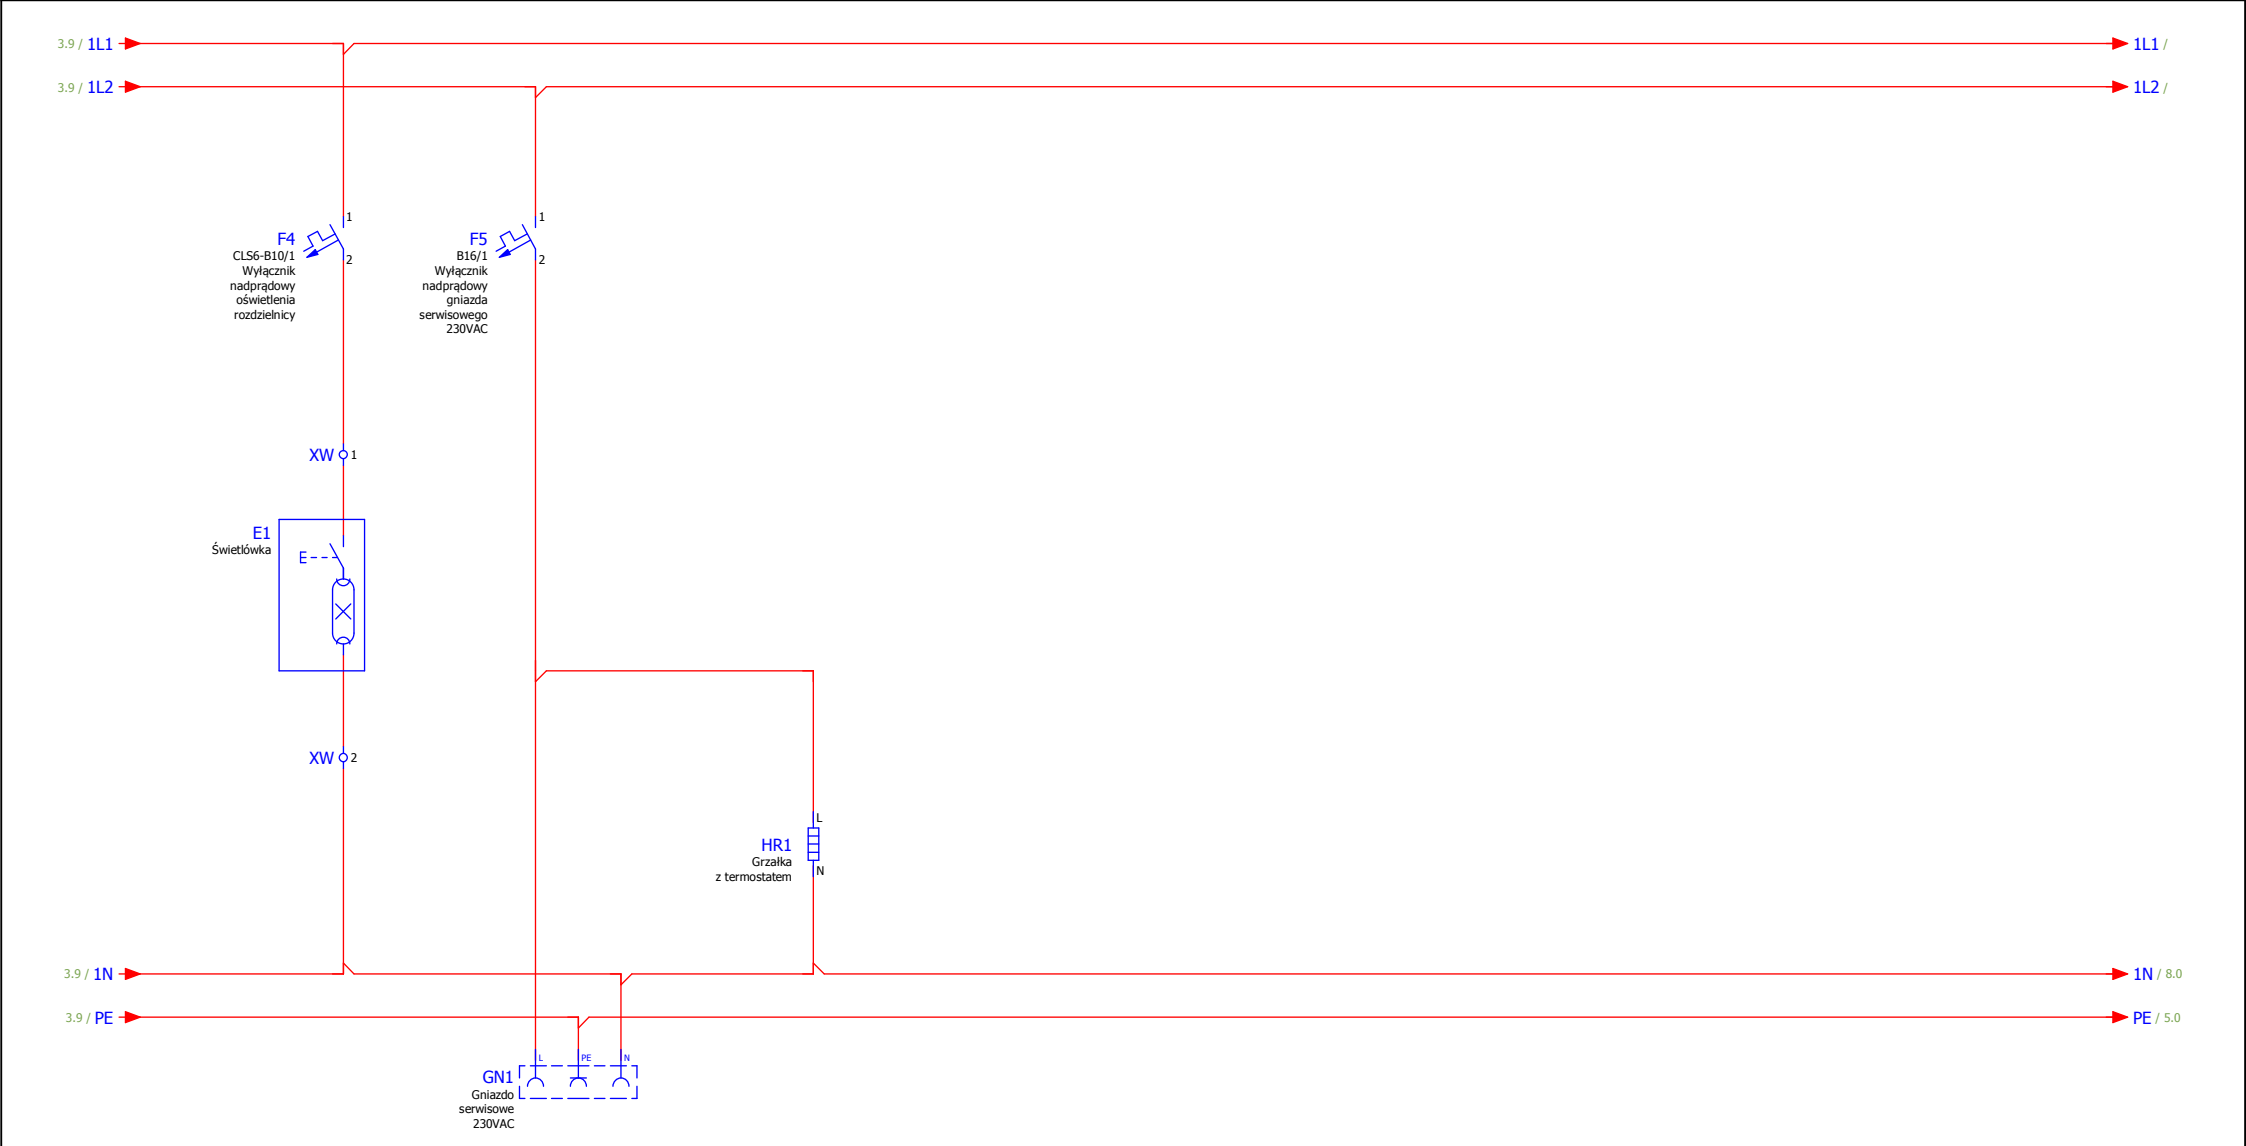 3.9 / 1L1
1L1 /
3.9 / 1L2
1L2 /
1
F4
CLS6-B10/1
Wyłącznik
nadprądowy
oświetlenia
rozdzielnicy
2
1
F5
B16/1
Wyłącznik
nadprądowy
gniazda
serwisowego
230VAC
2
XW 1
E1
Świetlówka
E
XW 2
L
HR1
Grzałka
z termostatem
N
3.9 / 1N
1N / 8.0
3.9 / PE
PE / 5.0
L PE N
GN1
Gniazdo
serwisowe
230VAC